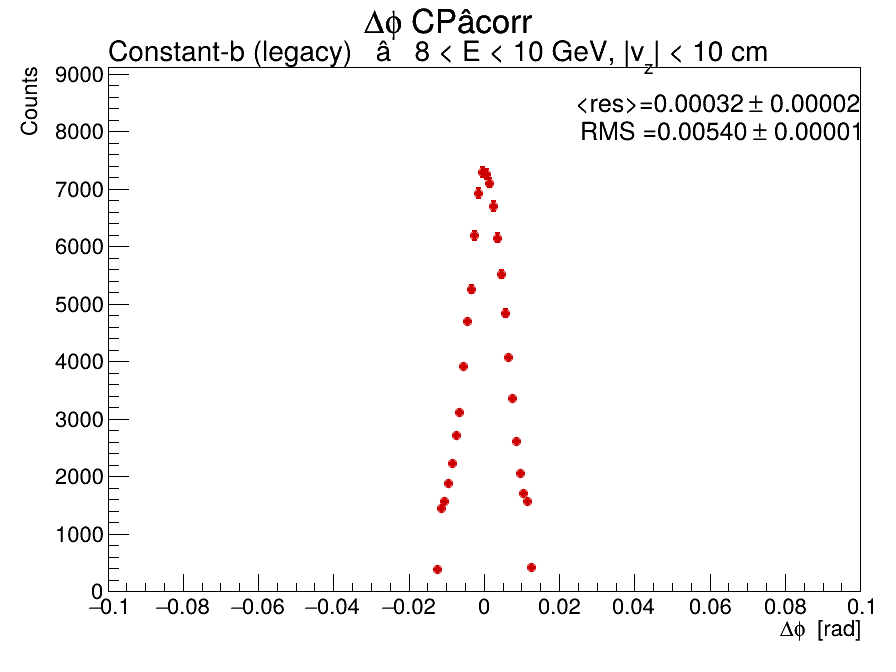 Δϕ CPâcorr
Constant-b (legacy) â 8 < E < 10 GeV, |v_z| < 10 cm
Counts
<res>=0.00032 ± 0.00002
RMS =0.00540 ± 0.00001
9000
8000
7000
6000
5000
4000
3000
2000
1000
0
−0.1 −0.08 −0.06 −0.04 −0.02 0 0.02 0.04 0.06 0.08 0.1
Δϕ [rad]